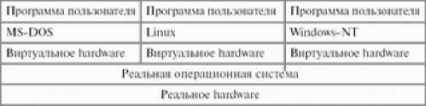 Программа пользователя Программа пользователя Программа пользователя
MS-DOS Linux Windows-NT
Виртуальное hardware Виртуальное hardware Виртуальное hardware
Реальная операционная система
Реальное hardware